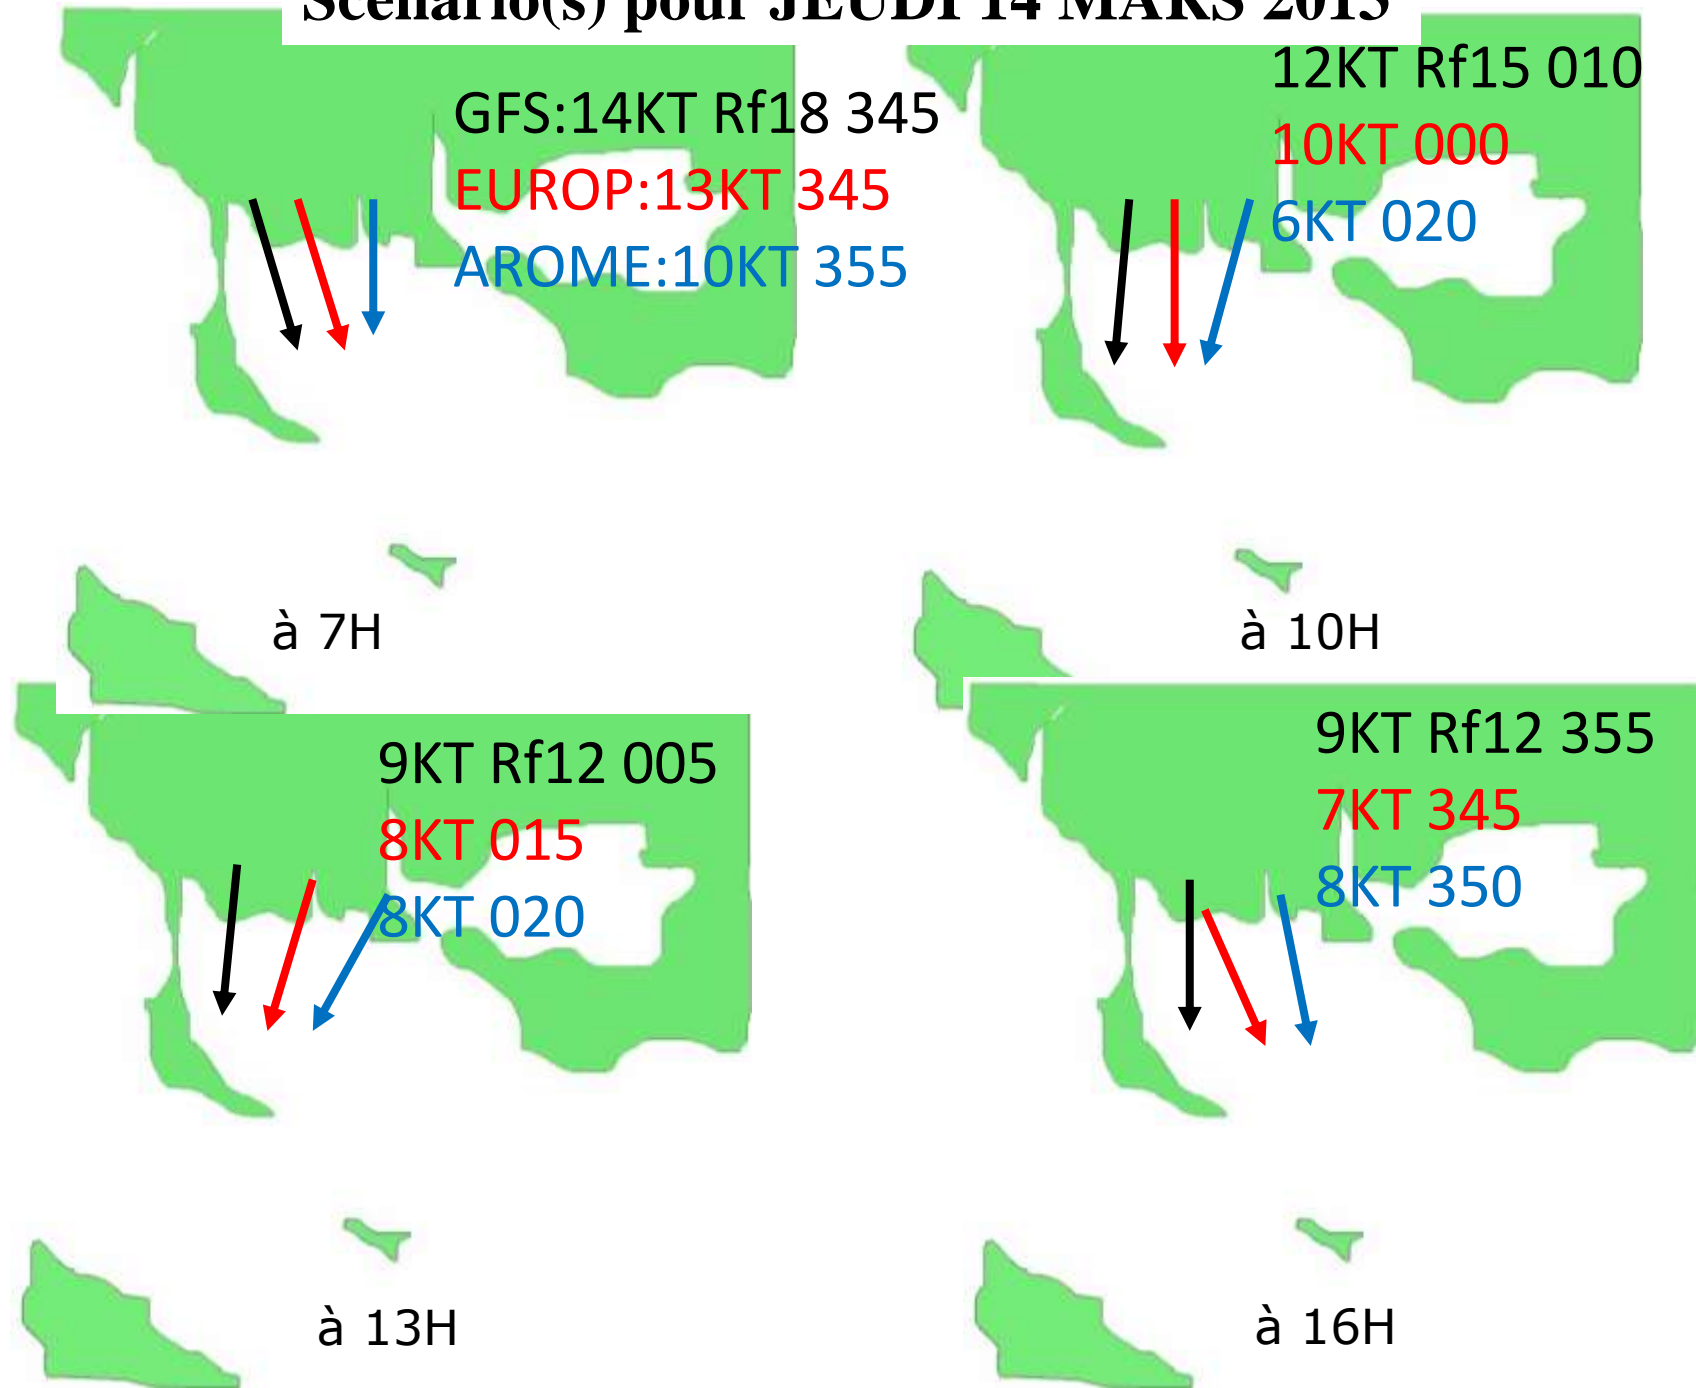 Scénario(s) pour JEUDI 14 MARS 2013
GFS:14KT Rf18 345
EUROP:13KT 345
AROME:10KT 355
à 7H
12KT Rf15 010
10KT 000
6KT 020
à 10H
9KT Rf12 005
8KT 015
8KT 020
à 13H
9KT Rf12 355
7KT 345
8KT 350
à 16H